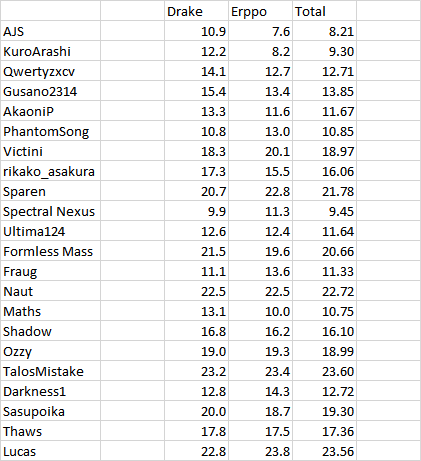 Drake Erppo Total
AJS 10.9 7.6 8.21
KuroArashi 12.2 8.2 9.30
Qwertyzxcv 14.1 12.7 12.71
Gusano2314 15.4 13.4 13.85
AkaoniP 13.3 11.6 11.67
PhantomSong 10.8 13.0 10.85
Victini 18.3 20.1 18.97
rikako_asakura 17.3 15.5 16.06
Sparen 20.7 22.8 21.78
Spectral Nexus 9.9 11.3 9.45
Ultima124 12.6 12.4 11.64
Formless Mass 21.5 19.6 20.66
Fraug 11.1 13.6 11.33
Naut 22.5 22.5 22.72
Maths 13.1 10.0 10.75
Shadow 16.8 16.2 16.10
Ozzy 19.0 19.3 18.99
TalosMistake 23.2 23.4 23.60
Darkness1 12.8 14.3 12.72
Sasupoika 20.0 18.7 19.30
Thaws 17.8 17.5 17.36
Lucas 22.8 23.8 23.56